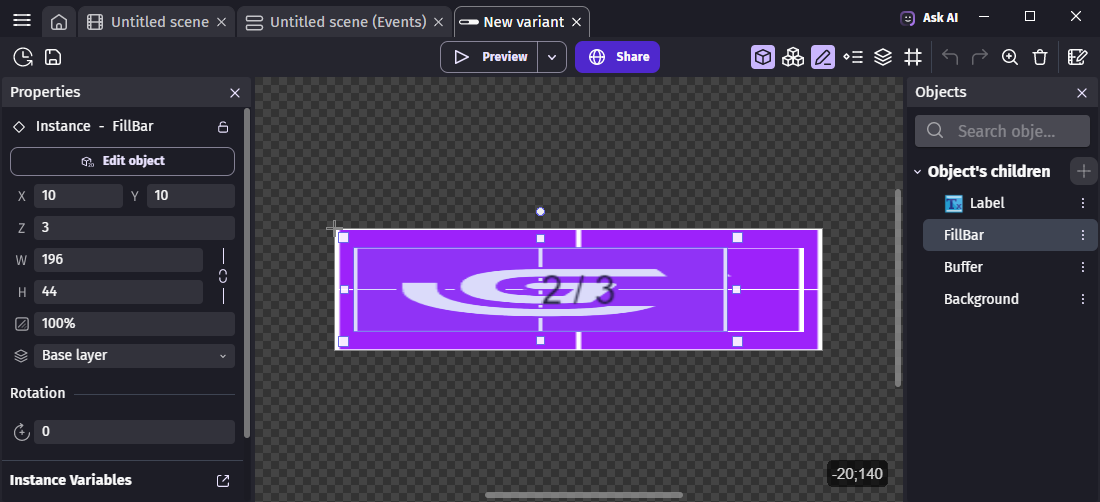 Untitled scene
Untitled scene (Events)
New variant
Ask AI
Preview
Share
Properties
Instance - FillBar
Edit object
X 10 Y 10
Z 3
W 196
H 44
100%
Base layer
Rotation
0
Instance Variables
2 / 3
-20;140
Objects
Search obje...
Object's children
Label
FillBar
Buffer
Background